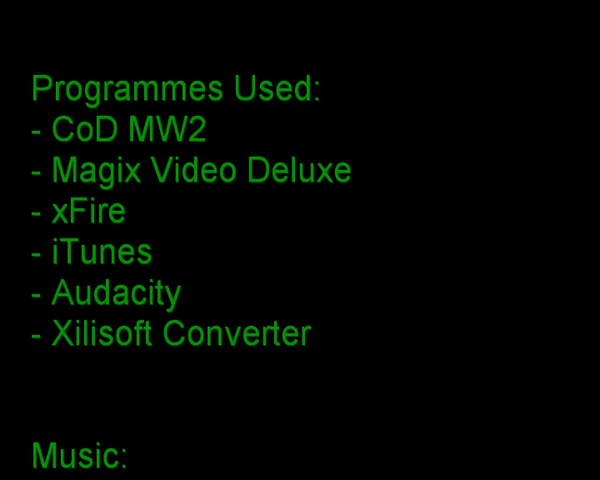 Programmes Used:
- CoD MW2
- Magix Video Deluxe
- xFire
- iTunes
- Audacity
- Xilisoft Converter
Music: